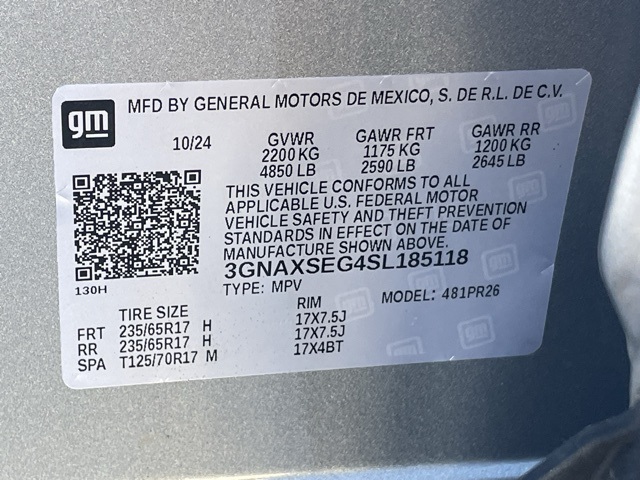 gm MFD BY GENERAL MOTORS DE MEXICO, S. DE R.L. DE C.V.
10/24 GVWR GAWR FRT GAWR RR
2200 KG 1175 KG 1200 KG
4850 LB 2590 LB 2645 LB
THIS VEHICLE CONFORMS TO ALL
APPLICABLE U.S. FEDERAL MOTOR
VEHICLE SAFETY AND THEFT PREVENTION
STANDARDS IN EFFECT ON THE DATE OF
MANUFACTURE SHOWN ABOVE.
3GNAXSEG4SL185118
130H TYPE: MPV MODEL: 481PR26
TIRE SIZE RIM
FRT 235/65R17 H 17X7.5J
RR 235/65R17 H 17X7.5J
SPA T125/70R17 M 17X4BT